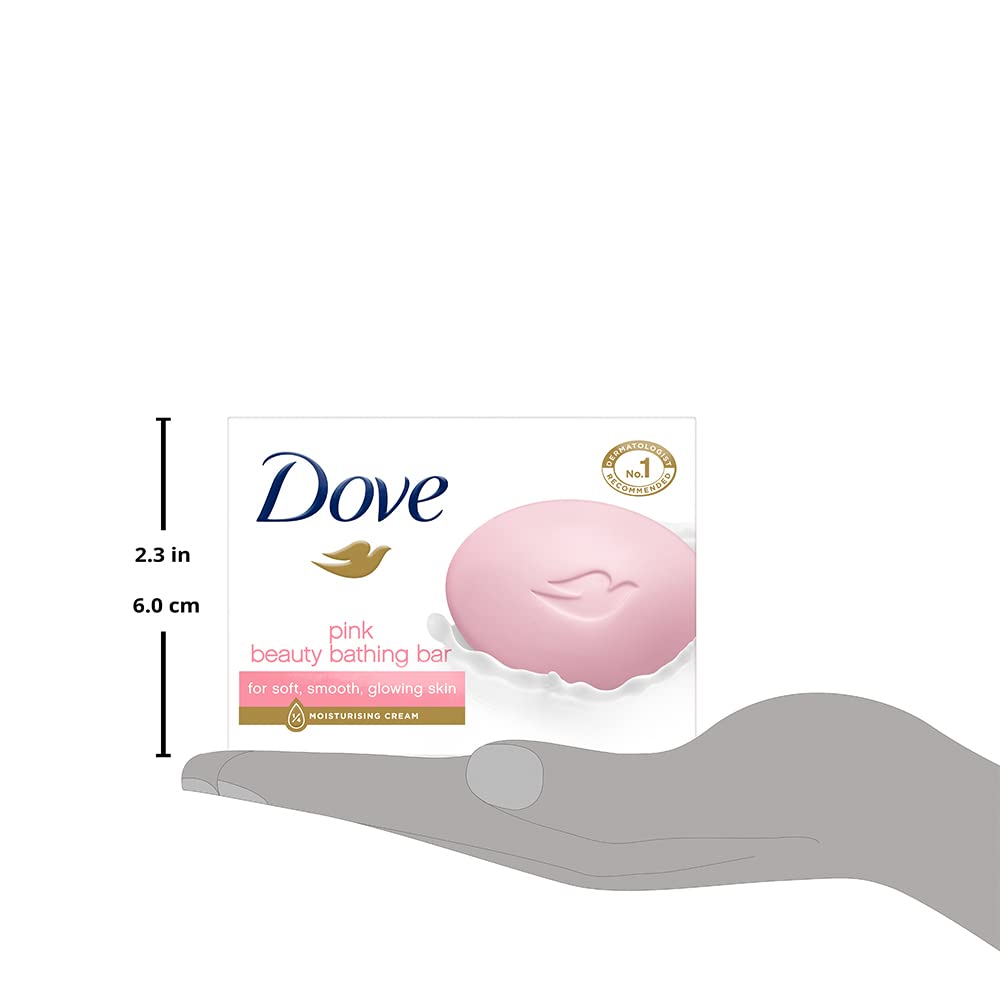 2.3 in
6.0 cm
Dove
DERMATOLOGIST
No.1
RECOMMENDED
pink
beauty bathing bar
for soft, smooth, glowing skin
1/4 MOISTURISING CREAM